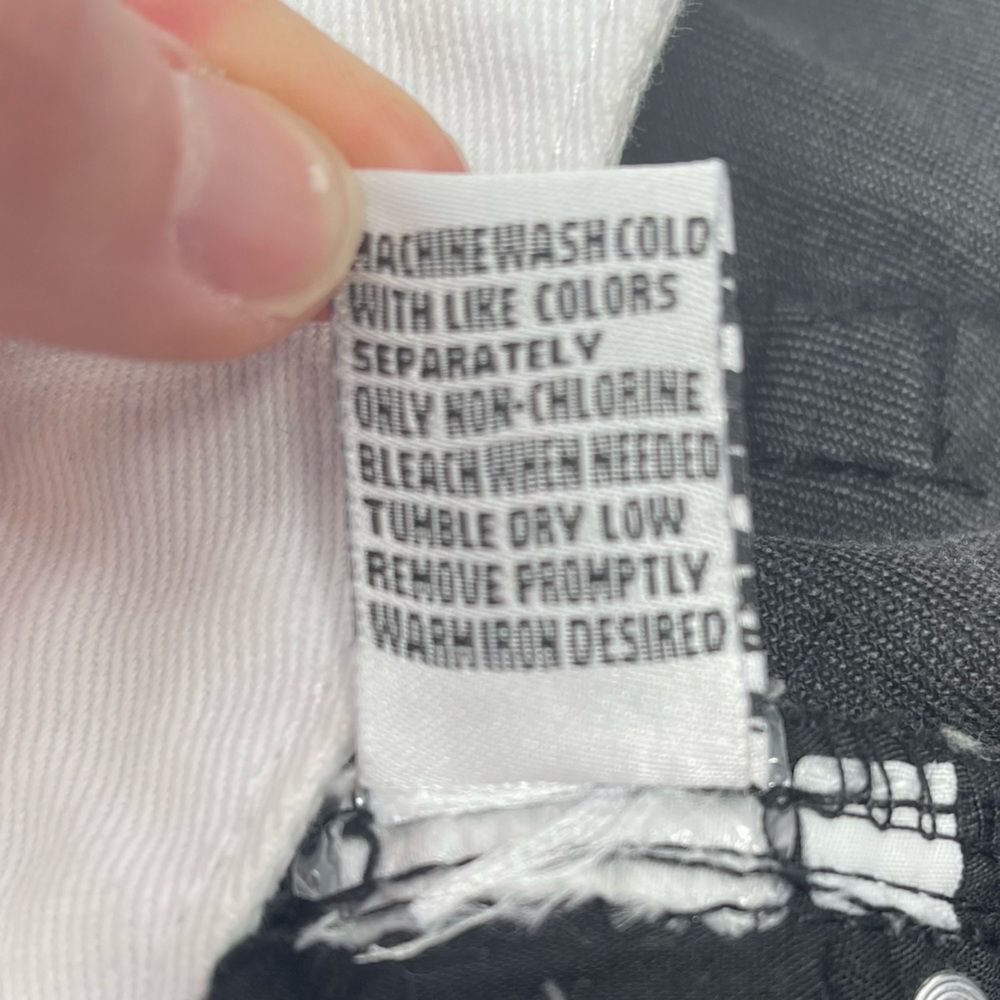 MACHINE WASH COLD
WITH LIKE COLORS
SEPARATELY
ONLY NON-CHLORINE
BLEACH WHEN NEEDED
TUMBLE DRY LOW
REMOVE PROMPTLY
WARM IRON DESIRED